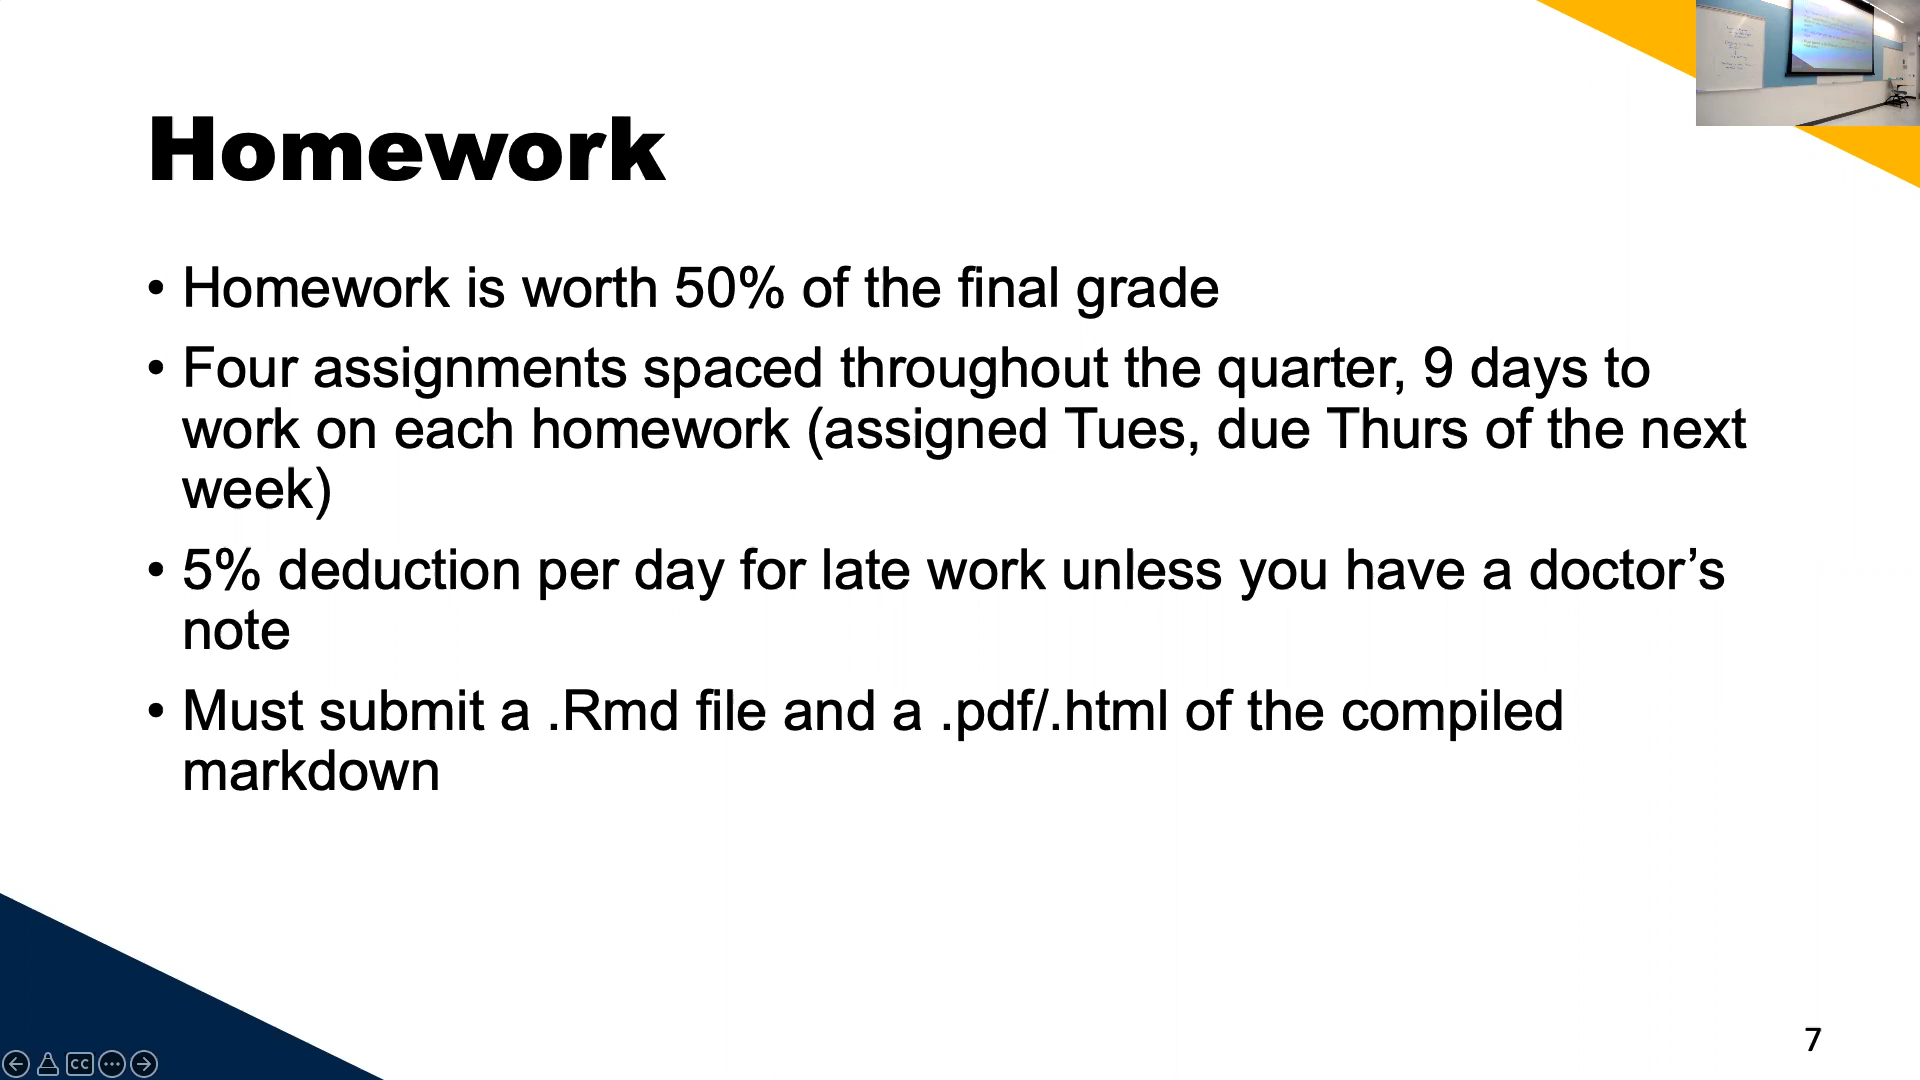 Homework
• Homework is worth 50% of the final grade
• Four assignments spaced throughout the quarter, 9 days to
work on each homework (assigned Tues, due Thurs of the next
week)
• 5% deduction per day for late work unless you have a doctor’s
note
• Must submit a .Rmd file and a .pdf/.html of the compiled
markdown
7
CC